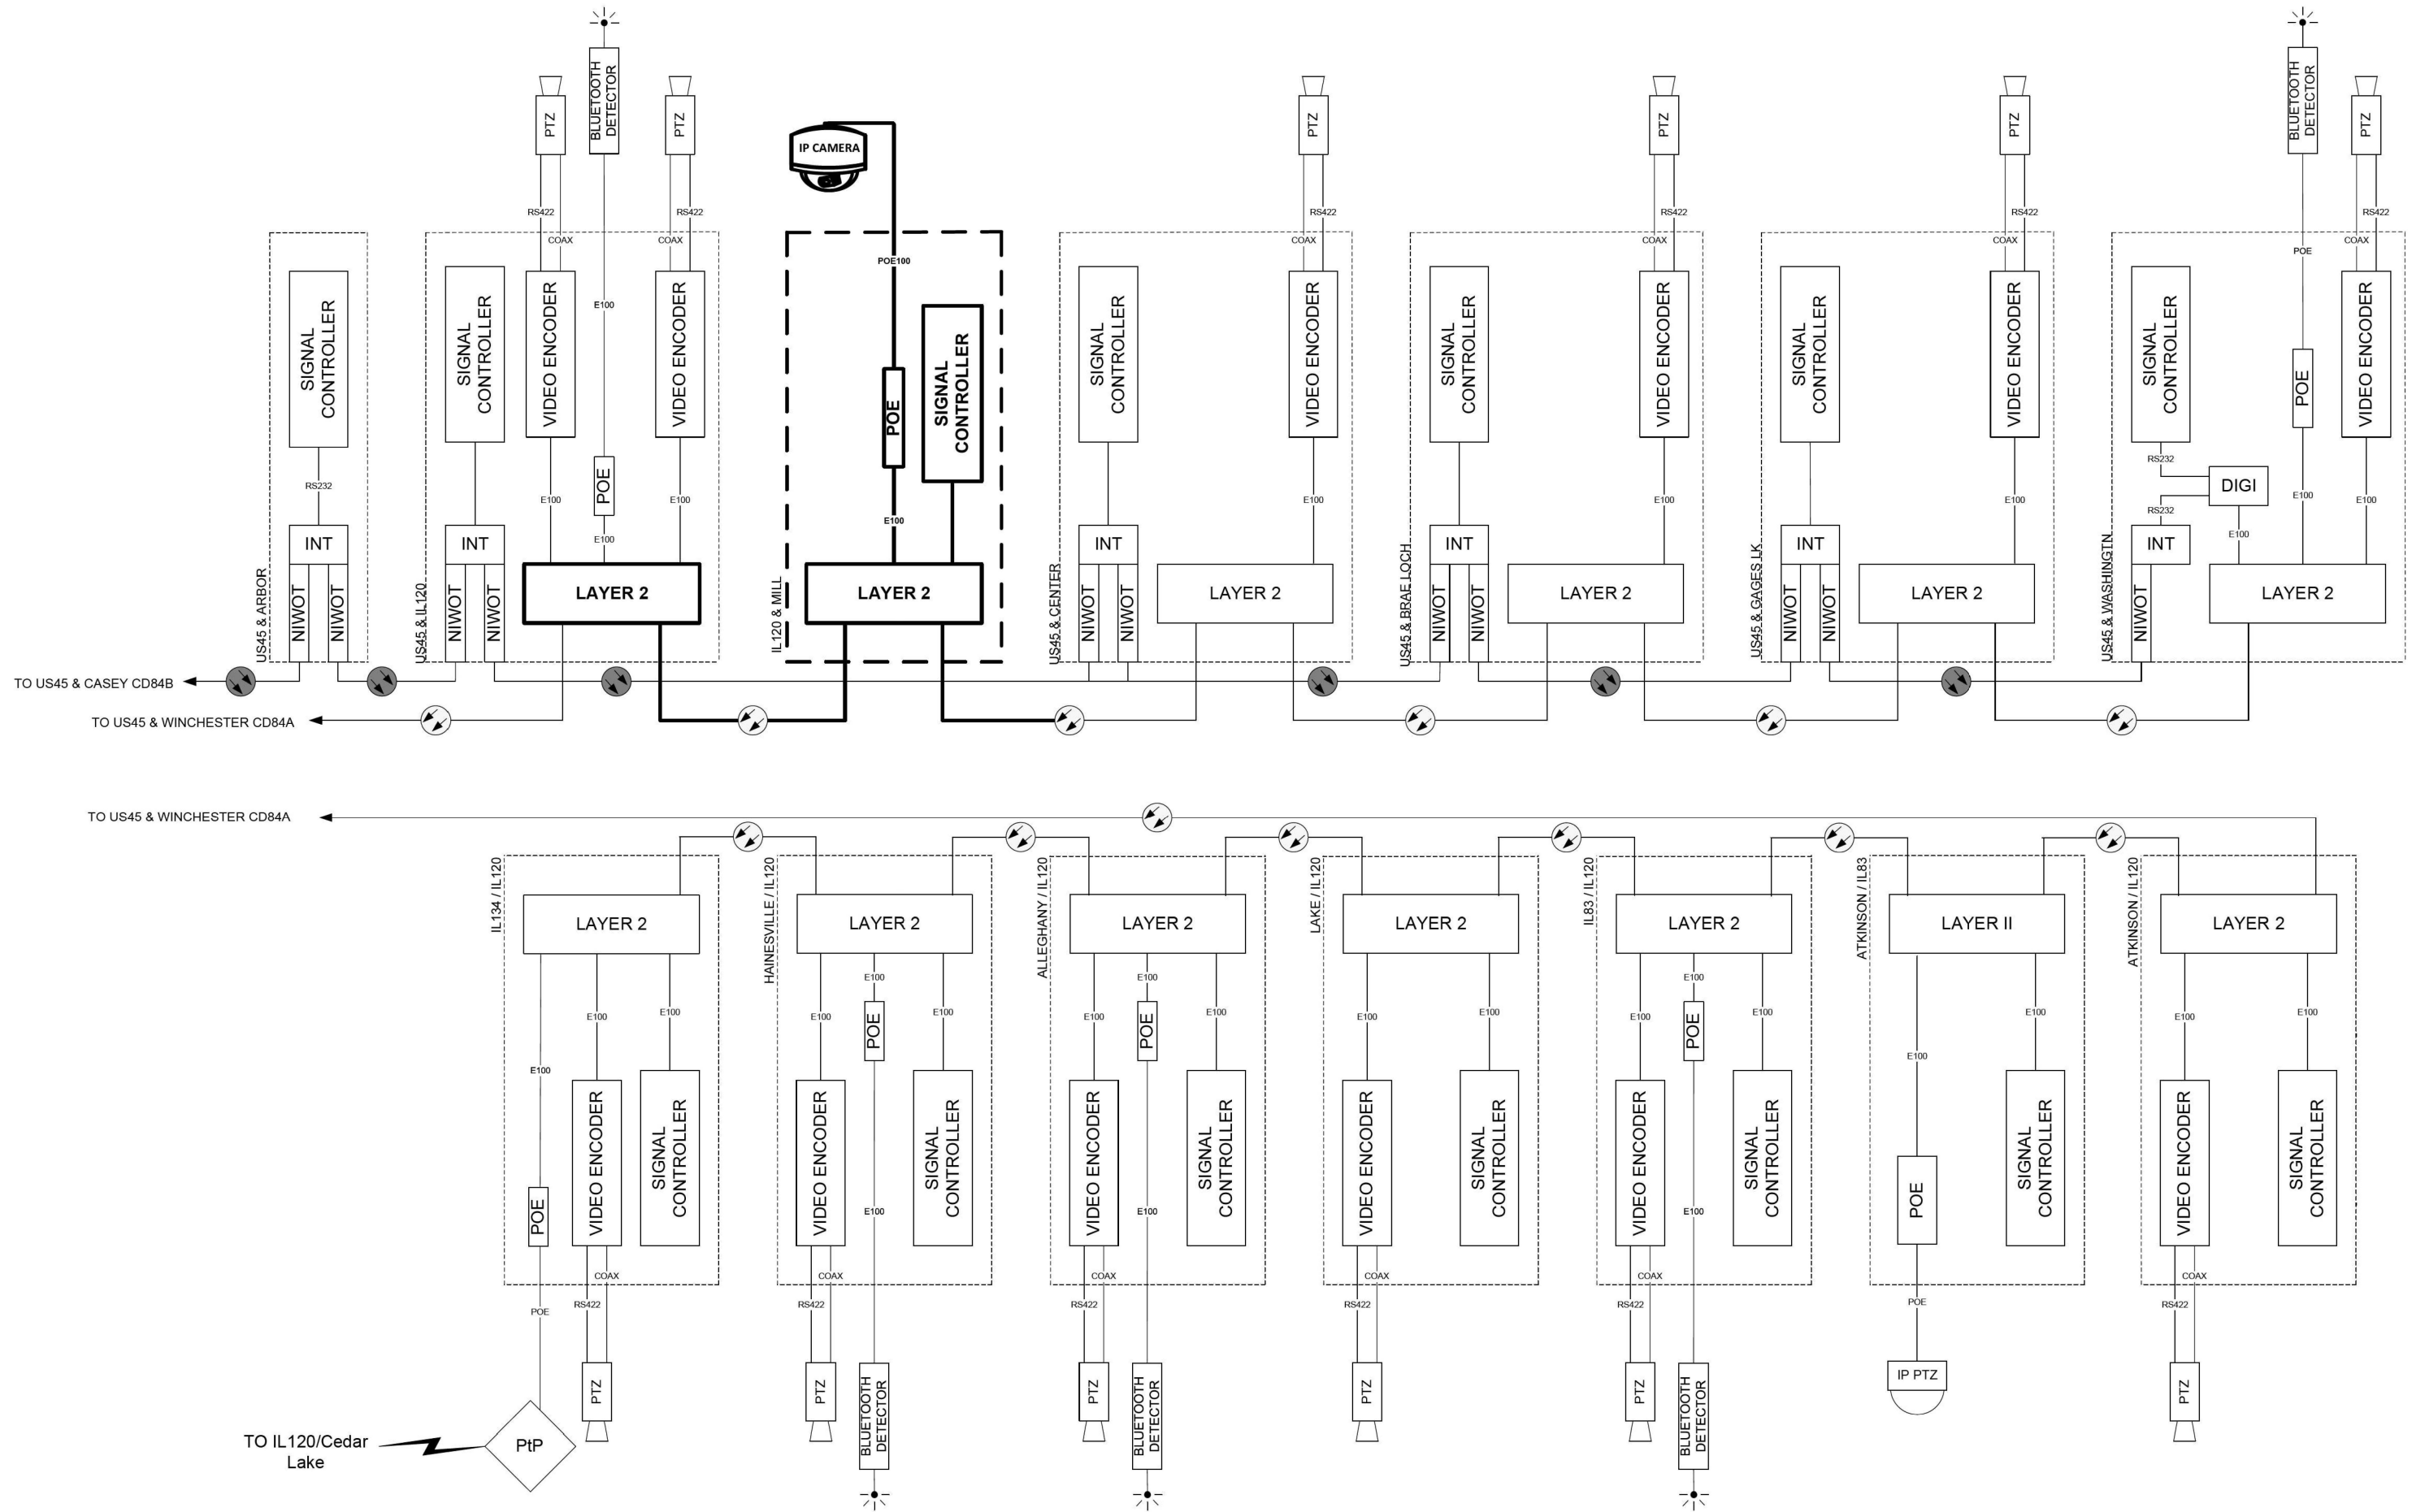 BLUETOOTH
DETECTOR
BLUETOOTH
DETECTOR
PTZ
PTZ
PTZ
PTZ
PTZ
PTZ
IP CAMERA
RS422
RS422
RS422
RS422
RS422
RS422
COAX
COAX
COAX
COAX
COAX
COAX
POE
POE100
E100
US45 & ARBOR
SIGNAL
CONTROLLER
RS232
INT
NIWOT
NIWOT
US45 & IL120
SIGNAL
CONTROLLER
VIDEO ENCODER
POE
VIDEO ENCODER
E100
E100
E100
INT
NIWOT
NIWOT
LAYER 2
IL120 & MILL
POE
SIGNAL
CONTROLLER
E100
LAYER 2
US45 & CENTER
SIGNAL
CONTROLLER
VIDEO ENCODER
E100
INT
NIWOT
NIWOT
LAYER 2
US45 & BRAE LOCH
SIGNAL
CONTROLLER
VIDEO ENCODER
E100
INT
NIWOT
NIWOT
LAYER 2
US45 & GAGES LK
SIGNAL
CONTROLLER
VIDEO ENCODER
E100
INT
NIWOT
NIWOT
LAYER 2
US45 & WASHINGTN
SIGNAL
CONTROLLER
POE
VIDEO ENCODER
RS232
DIGI
E100
E100
RS232
E100
INT
NIWOT
LAYER 2
TO US45 & CASEY CD84B
TO US45 & WINCHESTER CD84A
TO US45 & WINCHESTER CD84A
IL134 / IL120
LAYER 2
E100
E100
E100
POE
VIDEO ENCODER
SIGNAL
CONTROLLER
COAX
RS422
POE
PTZ
PtP
TO IL120/Cedar
Lake
HAINESVILLE / IL120
LAYER 2
E100
E100
E100
POE
VIDEO ENCODER
SIGNAL
CONTROLLER
E100
COAX
RS422
PTZ
BLUETOOTH
DETECTOR
ALLEGHANY / IL120
LAYER 2
E100
E100
E100
POE
VIDEO ENCODER
SIGNAL
CONTROLLER
E100
COAX
RS422
PTZ
BLUETOOTH
DETECTOR
LAKE / IL120
LAYER 2
E100
E100
VIDEO ENCODER
SIGNAL
CONTROLLER
COAX
RS422
PTZ
IL83 / IL120
LAYER 2
E100
E100
E100
POE
VIDEO ENCODER
SIGNAL
CONTROLLER
E100
COAX
RS422
PTZ
BLUETOOTH
DETECTOR
ATKINSON / IL83
LAYER II
E100
E100
POE
SIGNAL
CONTROLLER
POE
IP PTZ
ATKINSON / IL120
LAYER 2
E100
E100
VIDEO ENCODER
SIGNAL
CONTROLLER
COAX
RS422
PTZ